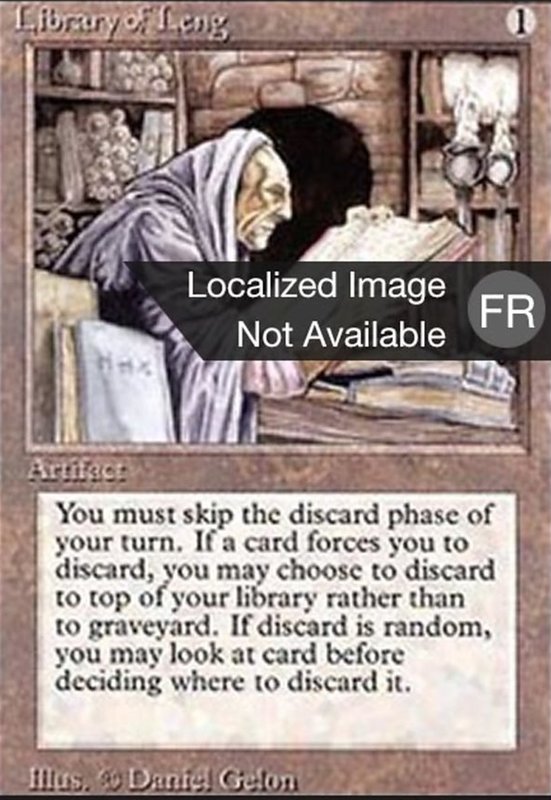 Library of Leng
1
Localized Image
Not Available
FR
Artifact
You must skip the discard phase of
your turn. If a card forces you to
discard, you may choose to discard
to top of your library rather than
to graveyard. If discard is random,
you may look at card before
deciding where to discard it.
Illus. © Daniel Gelon